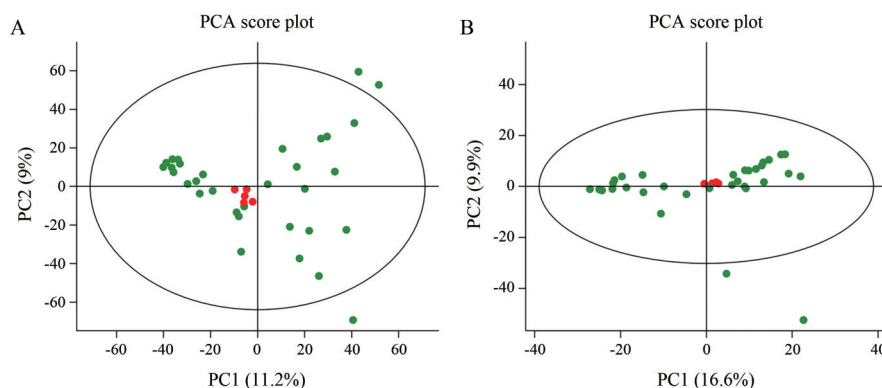 A
PCA score plot
60
40
20
0
-20
-40
-60
PC2 (9%)
-60 -40 -20 0 20 40 60
PC1 (11.2%)
B
PCA score plot
40
20
0
-20
-40
PC2 (9.9%)
-40 -20 0 20 40
PC1 (16.6%)